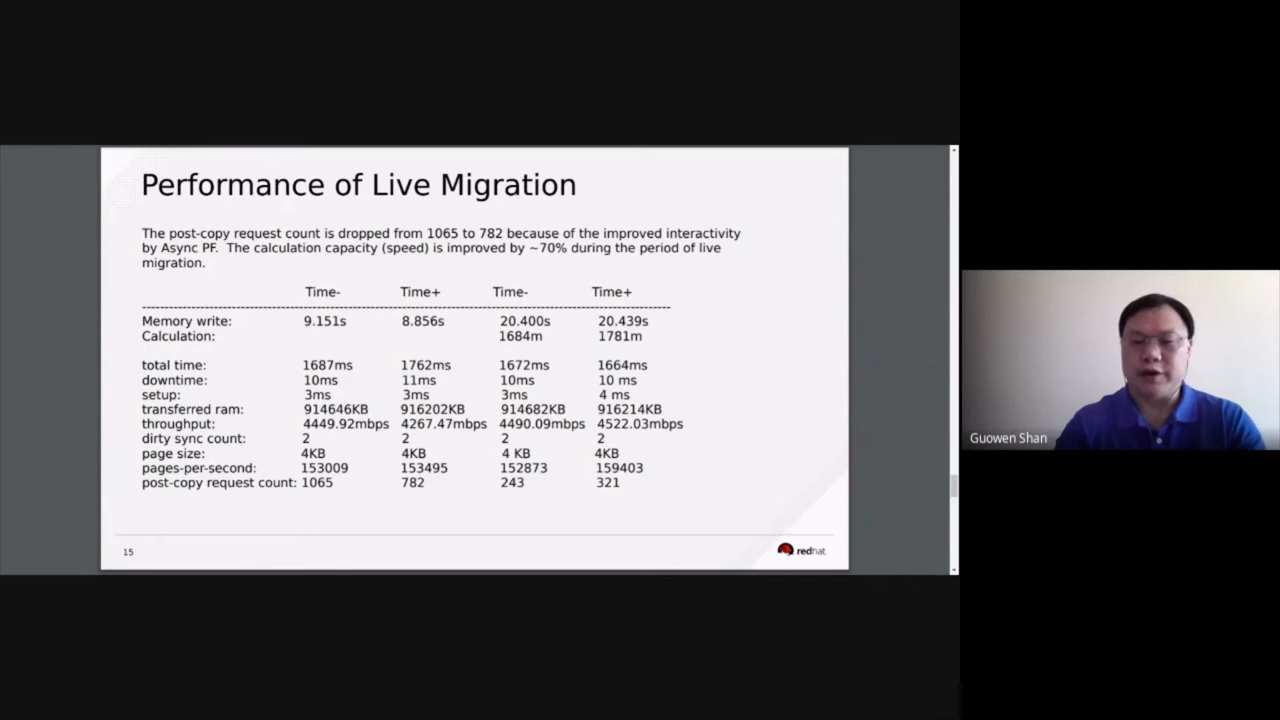 Performance of Live Migration
The post-copy request count is dropped from 1065 to 782 because of the improved interactivity
by Async PF. The calculation capacity (speed) is improved by ~70% during the period of live
migration.
Time- Time+ Time- Time+
Memory write: 9.151s 8.856s 20.400s 20.439s
Calculation: 1684m 1781m
total time: 1687ms 1762ms 1672ms 1664ms
downtime: 10ms 11ms 10ms 10 ms
setup: 3ms 3ms 3ms 4 ms
transferred ram: 914646KB 916202KB 914682KB 916214KB
throughput: 4449.92mbps 4267.47mbps 4490.09mbps 4522.03mbps
dirty sync count: 2 2 2 2
page size: 4KB 4KB 4 KB 4KB
pages-per-second: 153009 153495 152873 159403
post-copy request count: 1065 782 243 321
15
redhat
Guowen Shan